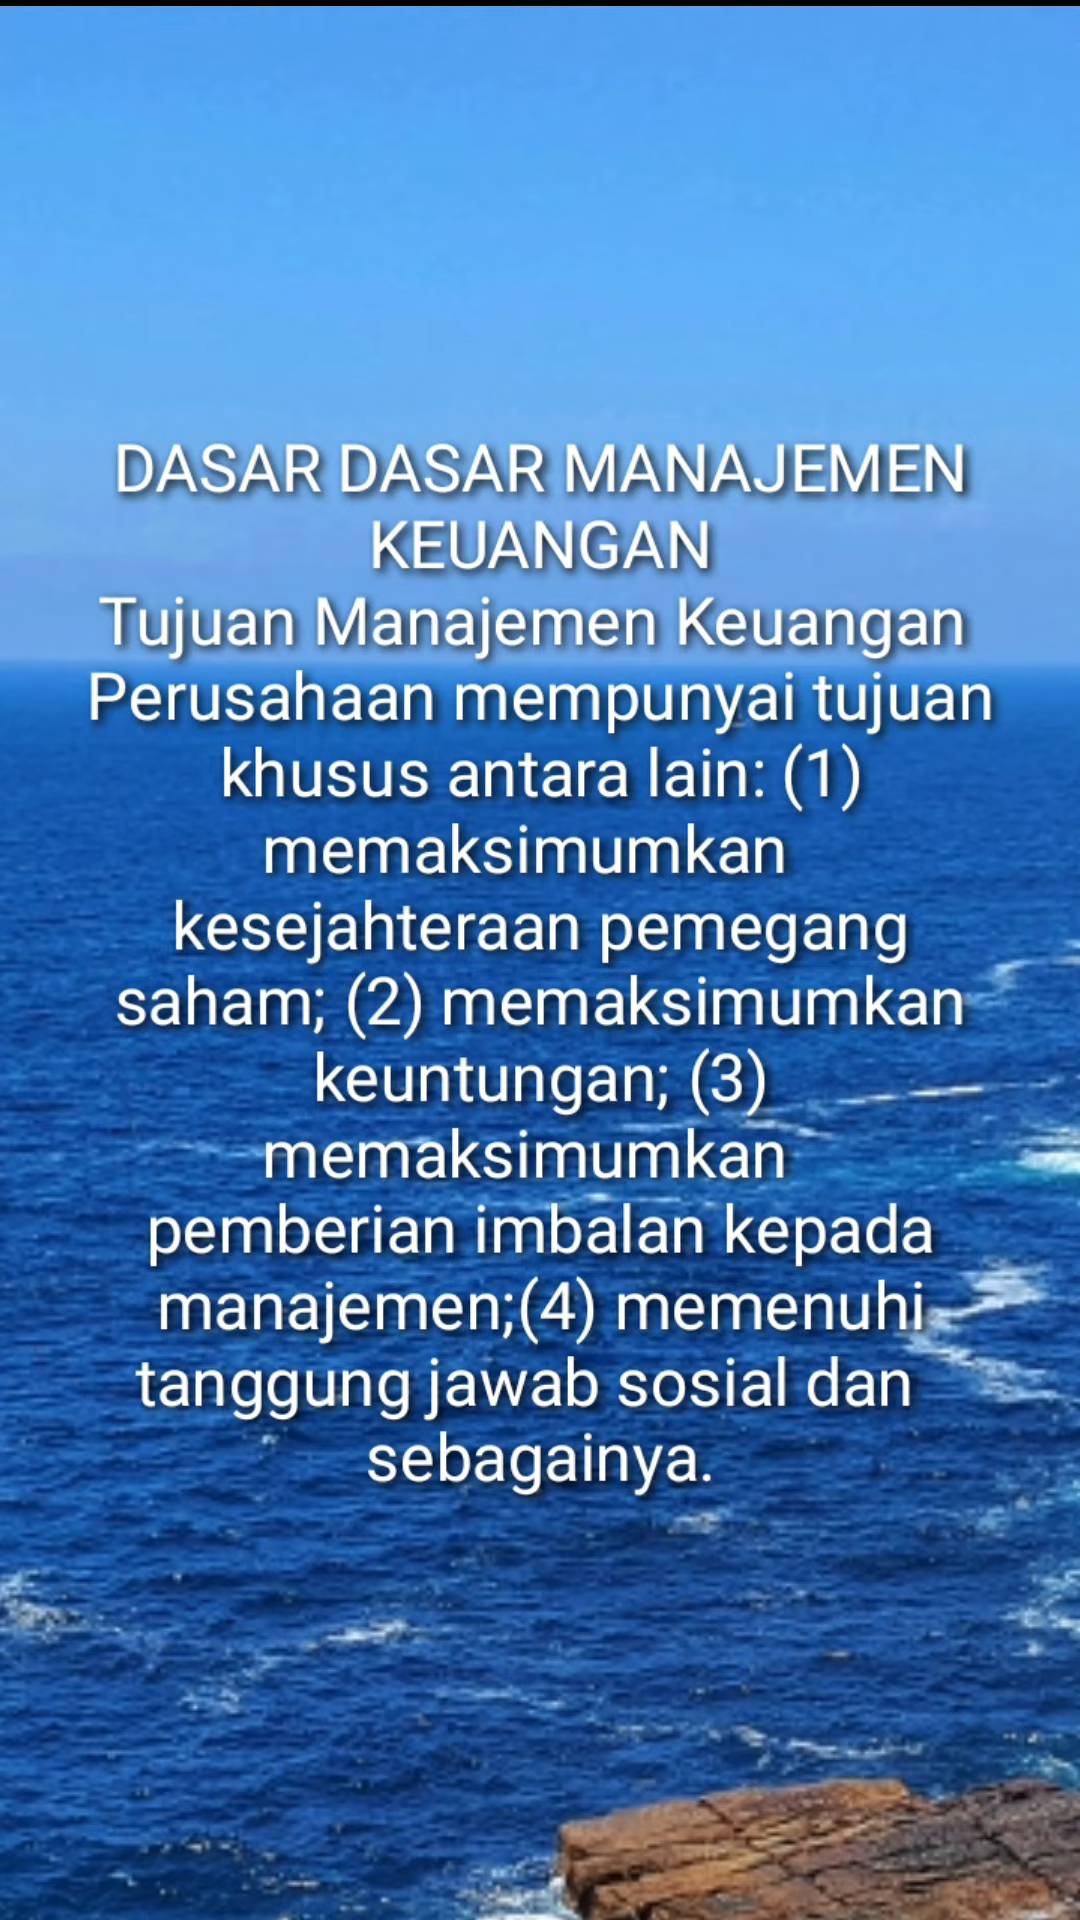 DASAR DASAR MANAJEMEN
KEUANGAN
Tujuan Manajemen Keuangan
Perusahaan mempunyai tujuan
khusus antara lain: (1)
memaksimumkan
kesejahteraan pemegang
saham; (2) memaksimumkan
keuntungan; (3)
memaksimumkan
pemberian imbalan kepada
manajemen;(4) memenuhi
tanggung jawab sosial dan
sebagainya.